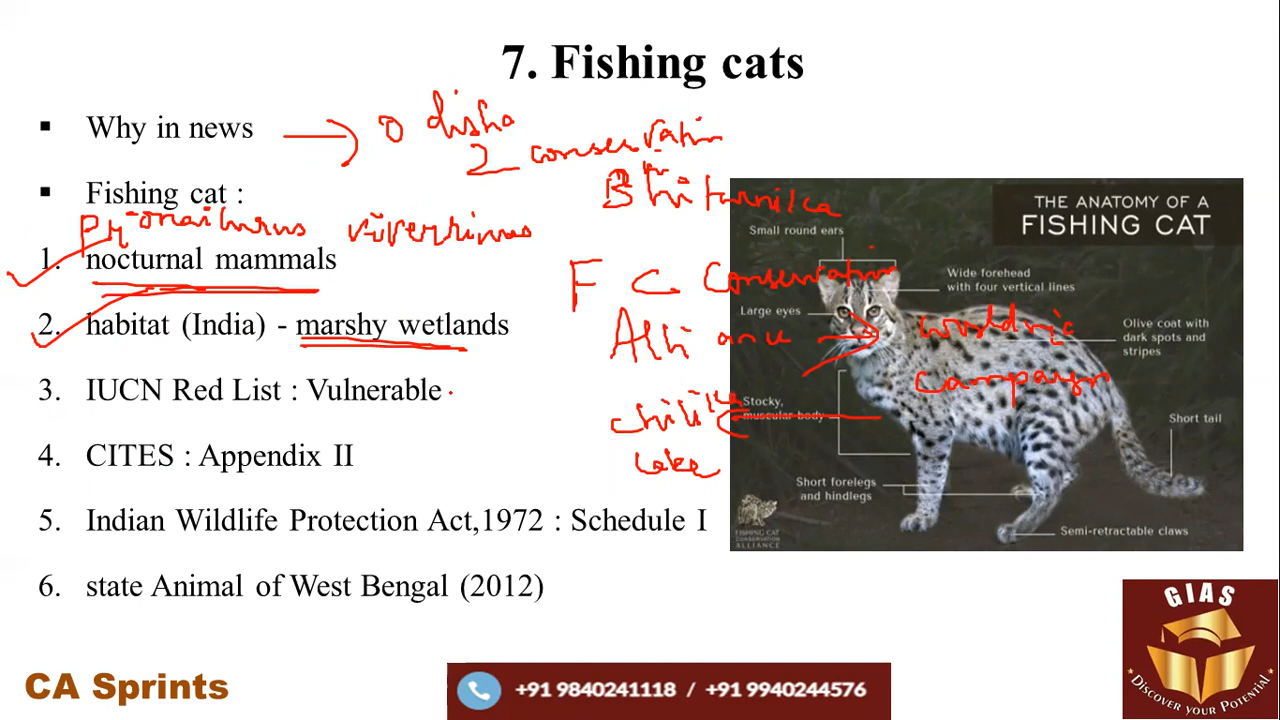 7. Fishing cats
▪ Why in news
Odisha
2 conservation
▪ Fishing cat :
Bhitarnika
viverrinus
1. nocturnal mammals
F C Conservation
2. habitat (India) - marshy wetlands
Alliance
worldwide
campaign
3. IUCN Red List : Vulnerable
chilika
lake
4. CITES : Appendix II
5. Indian Wildlife Protection Act,1972 : Schedule I
6. state Animal of West Bengal (2012)
THE ANATOMY OF A
FISHING CAT
Small round ears
Wide forehead
with four vertical lines
Large eyes
Olive coat with
dark spots and
stripes
Stocky,
muscular body
Short tail
Short forelegs
and hindlegs
Semi-retractable claws
FISHING CAT
CONSERVATION
ALLIANCE
GIAS
DISCOVER YOUR POTENTIAL
CA Sprints
+91 9840241118 / +91 9940244576